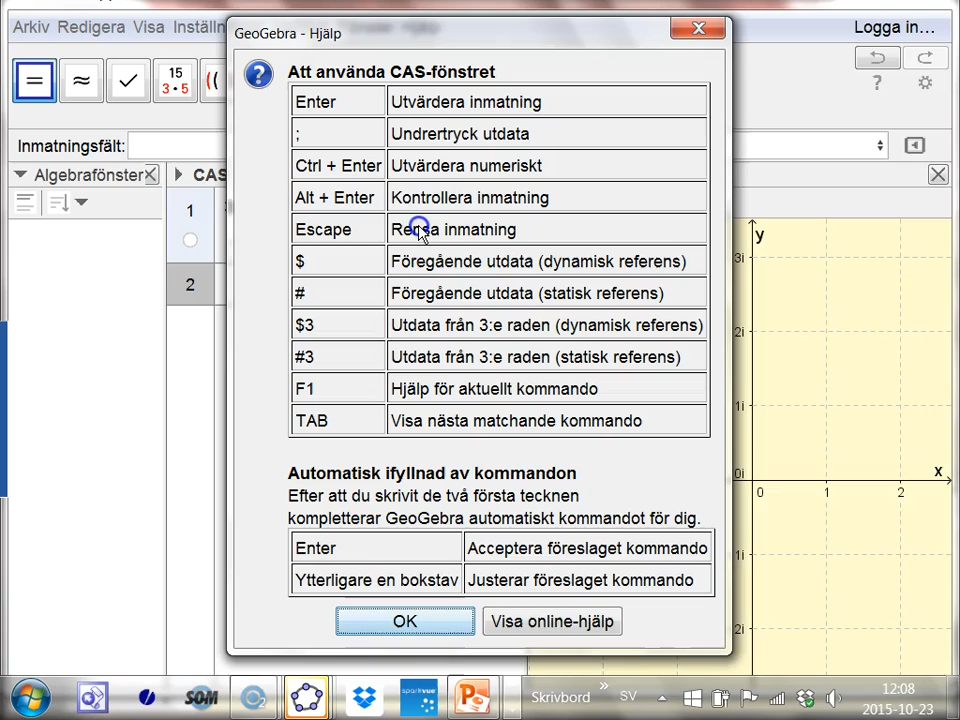 GeoGebra - Hjälp
Arkiv Redigera Visa Inställn
Logga in…
15
3 • 5
Inmatningsfält:
Algebrafönster
CAS
1
2
Att använda CAS-fönstret
Enter Utvärdera inmatning
; Undrertryck utdata
Ctrl + Enter Utvärdera numeriskt
Alt + Enter Kontrollera inmatning
Escape Rensa inmatning
$ Föregående utdata (dynamisk referens)
# Föregående utdata (statisk referens)
$3 Utdata från 3:e raden (dynamisk referens)
#3 Utdata från 3:e raden (statisk referens)
F1 Hjälp för aktuellt kommando
TAB Visa nästa matchande kommando
Automatisk ifyllnad av kommandon
Efter att du skrivit de två första tecknen
kompletterar GeoGebra automatiskt kommandot för dig.
Enter Acceptera föreslaget kommando
Ytterligare en bokstav Justerar föreslaget kommando
OK Visa online-hjälp
y
3i
2i
1i
0i
x
0 1 2
1i
2i
SOM
sparkvue
Skrivbord » SV
12:08
2015-10-23